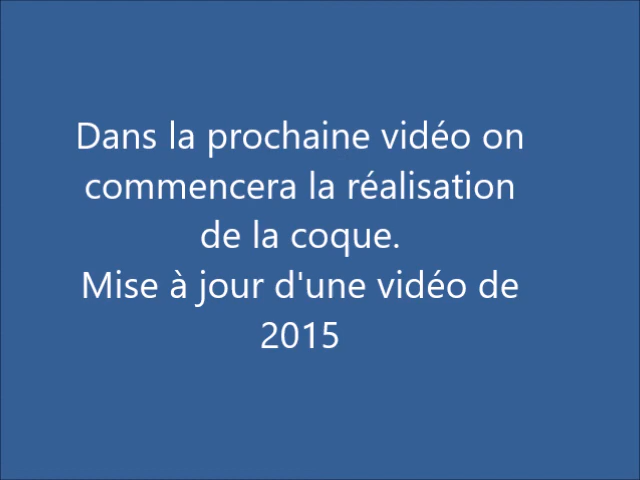 Dans la prochaine vidéo on
commencera la réalisation
de la coque.
Mise à jour d'une vidéo de
2015